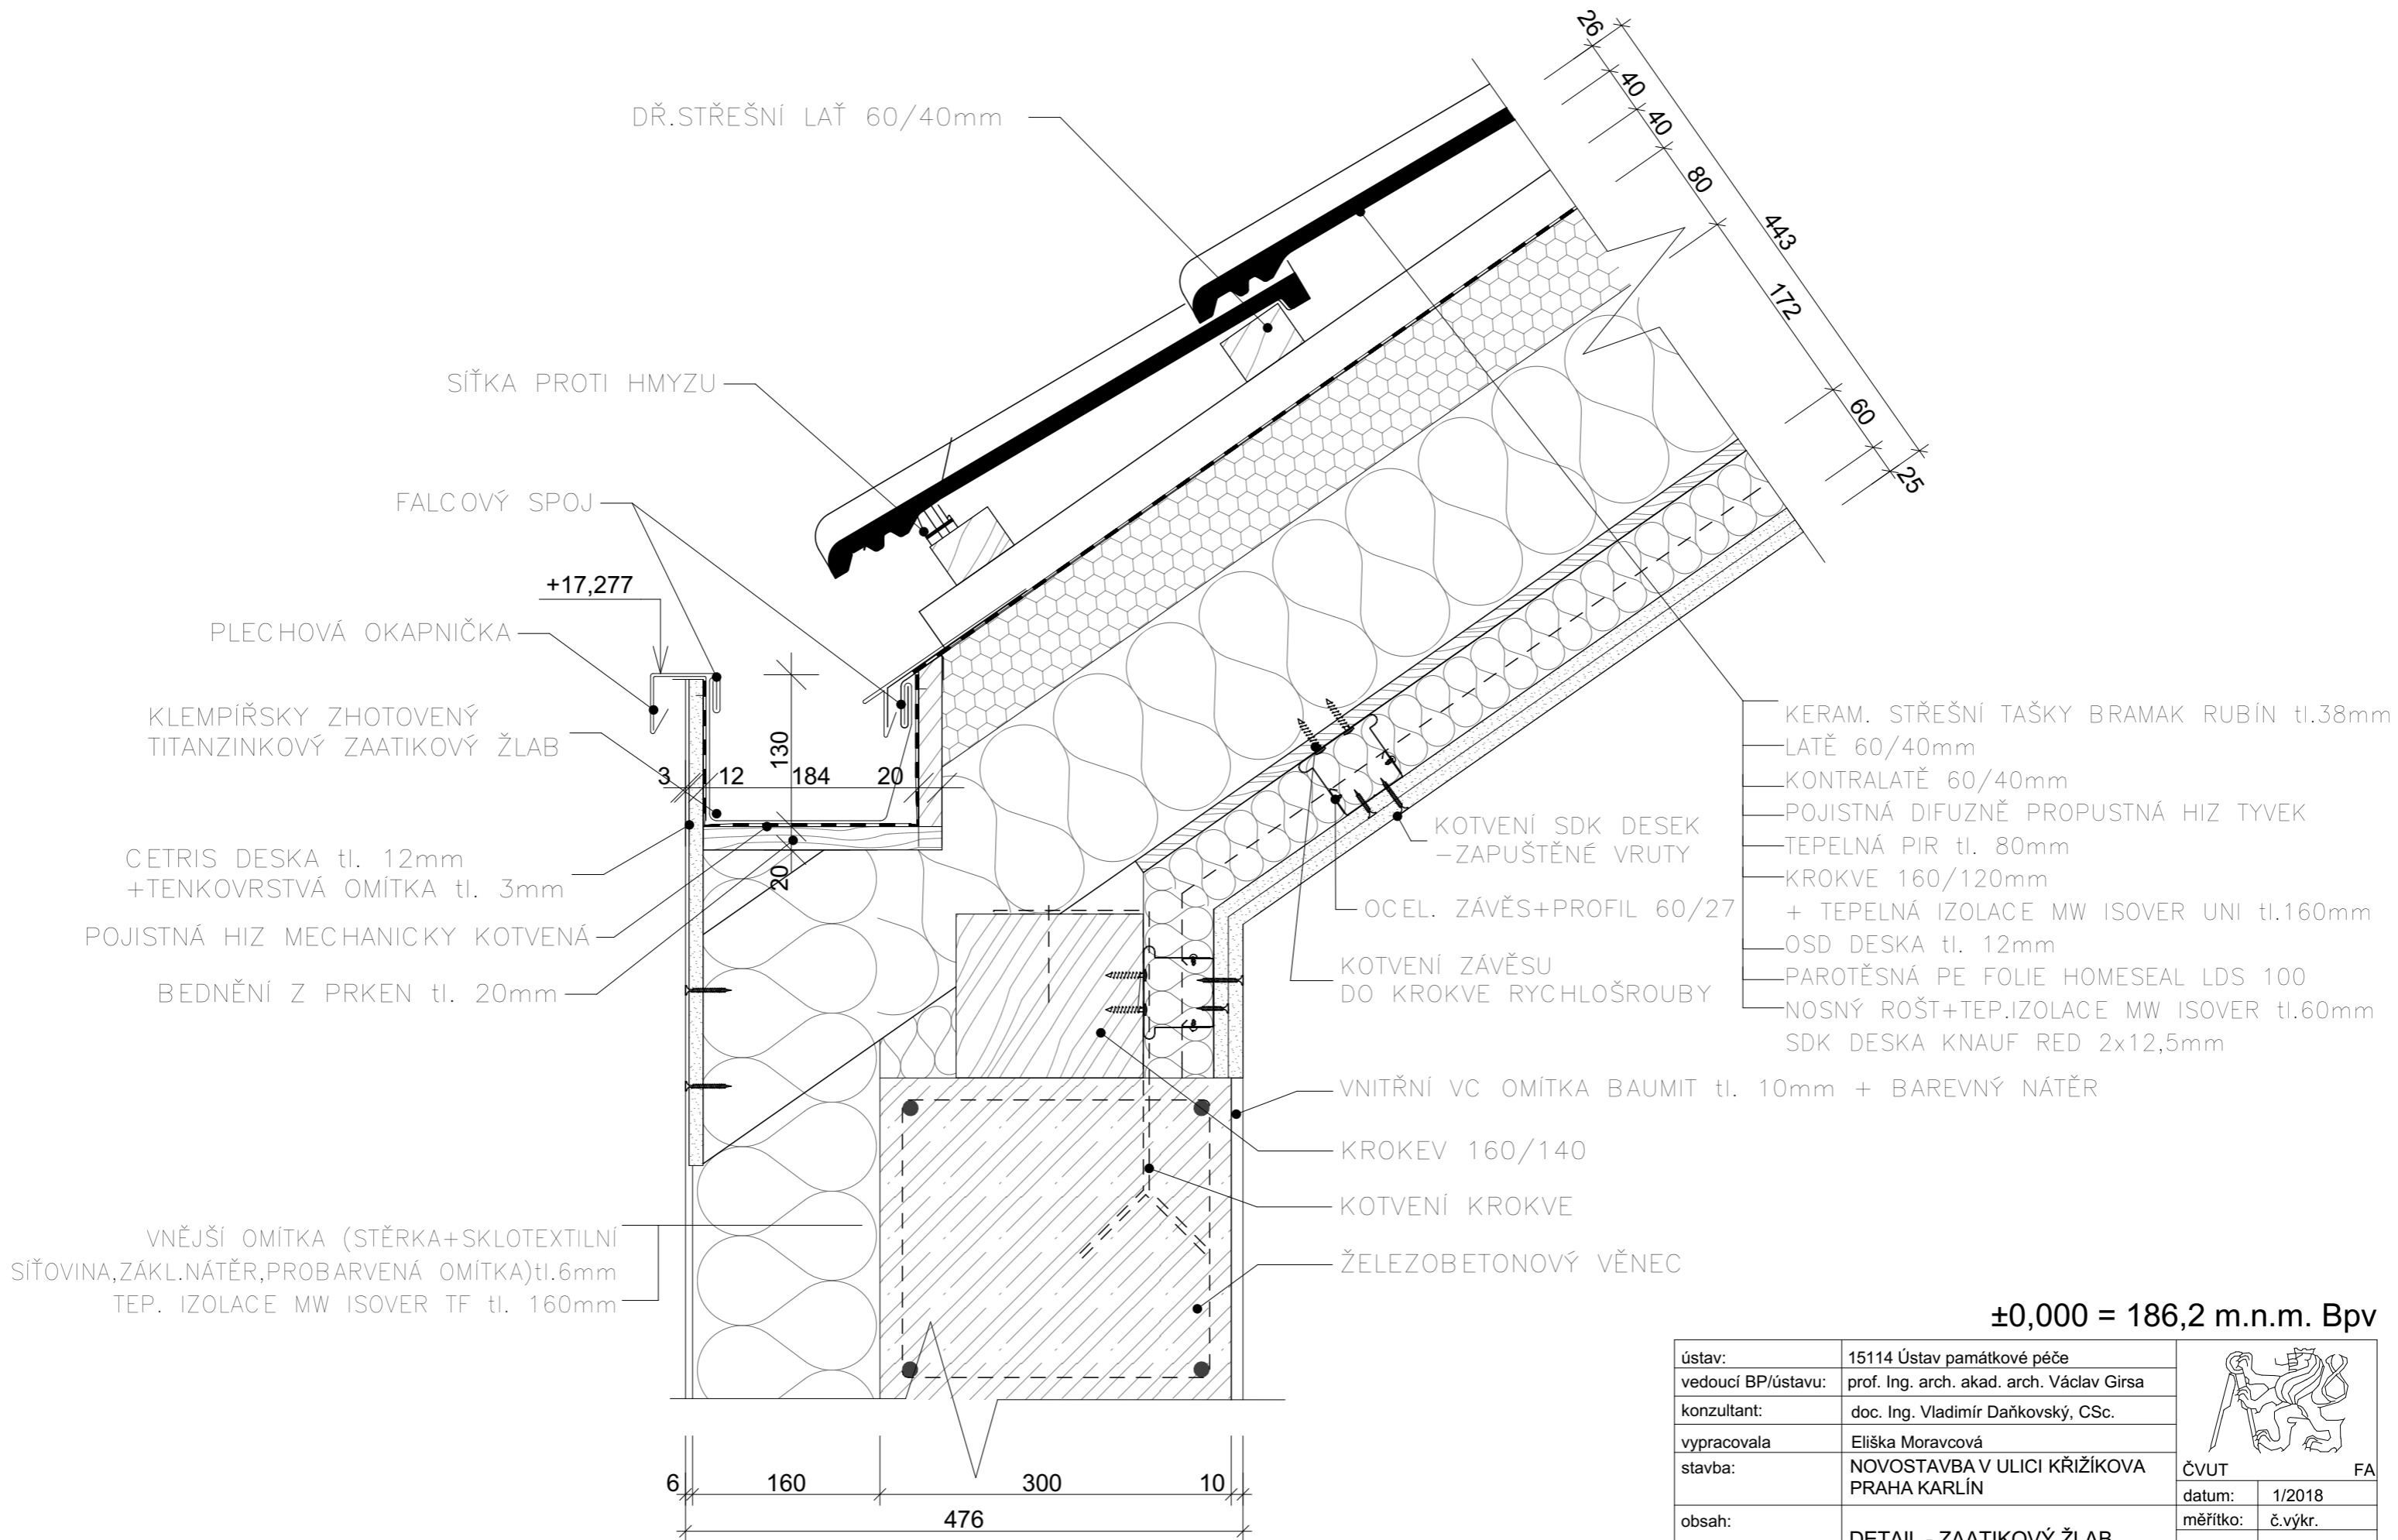 DŘ.STŘEŠNÍ LAŤ 60/40mm
SÍŤKA PROTI HMYZU
FALCOVÝ SPOJ
+17,277
PLECHOVÁ OKAPNIČKA
KLEMPÍŘSKY ZHOTOVENÝ
TITANZINKOVÝ ZAATIKOVÝ ŽLAB
CETRIS DESKA tl. 12mm
+TENKOVRSTVÁ OMÍTKA tl. 3mm
POJISTNÁ HIZ MECHANICKY KOTVENÁ
BEDNĚNÍ Z PRKEN tl. 20mm
VNĚJŠÍ OMÍTKA (STĚRKA+SKLOTEXTILNÍ
SÍŤOVINA,ZÁKL.NÁTĚR,PROBARVENÁ OMÍTKA)tl.6mm
TEP. IZOLACE MW ISOVER TF tl. 160mm
130
3 12 184 20
20
26
40
40
80
443
172
60
25
KERAM. STŘEŠNÍ TAŠKY BRAMAK RUBÍN tl.38mm
LATĚ 60/40mm
KONTRALATĚ 60/40mm
POJISTNÁ DIFUZNĚ PROPUSTNÁ HIZ TYVEK
TEPELNÁ PIR tl. 80mm
KROKVE 160/120mm
+ TEPELNÁ IZOLACE MW ISOVER UNI tl.160mm
OSD DESKA tl. 12mm
PAROTĚSNÁ PE FOLIE HOMESEAL LDS 100
NOSNÝ ROŠT+TEP.IZOLACE MW ISOVER tl.60mm
SDK DESKA KNAUF RED 2x12,5mm
KOTVENÍ SDK DESEK
-ZAPUŠTĚNÉ VRUTY
OCEL. ZÁVĚS+PROFIL 60/27
KOTVENÍ ZÁVĚSU
DO KROKVE RYCHLOŠROUBY
VNITŘNÍ VC OMÍTKA BAUMIT tl. 10mm + BAREVNÝ NÁTĚR
KROKEV 160/140
KOTVENÍ KROKVE
ŽELEZOBETONOVÝ VĚNEC
6 160 300 10
476
±0,000 = 186,2 m.n.m. Bpv
ústav: 15114 Ústav památkové péče
vedoucí BP/ústavu: prof. Ing. arch. akad. arch. Václav Girsa
konzultant: doc. Ing. Vladimír Daňkovský, CSc.
vypracovala Eliška Moravcová
stavba: NOVOSTAVBA V ULICI KŘIŽÍKOVA
PRAHA KARLÍN
ČVUT FA
datum: 1/2018
obsah: DETAIL - ZAATIKOVÝ ŽLAB
měřítko: č.výkr.